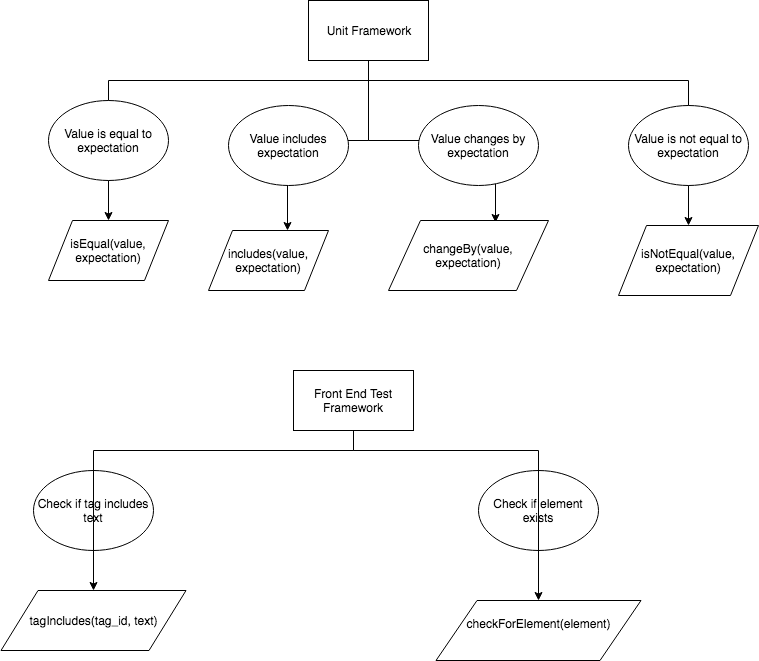 Unit Framework
Value is equal to
expectation
Value includes
expectation
Value changes by
expectation
Value is not equal to
expectation
isEqual(value,
expectation)
includes(value,
expectation)
changeBy(value,
expectation)
isNotEqual(value,
expectation)
Front End Test
Framework
Check if tag includes
text
Check if element
exists
tagIncludes(tag_id, text)
checkForElement(element)